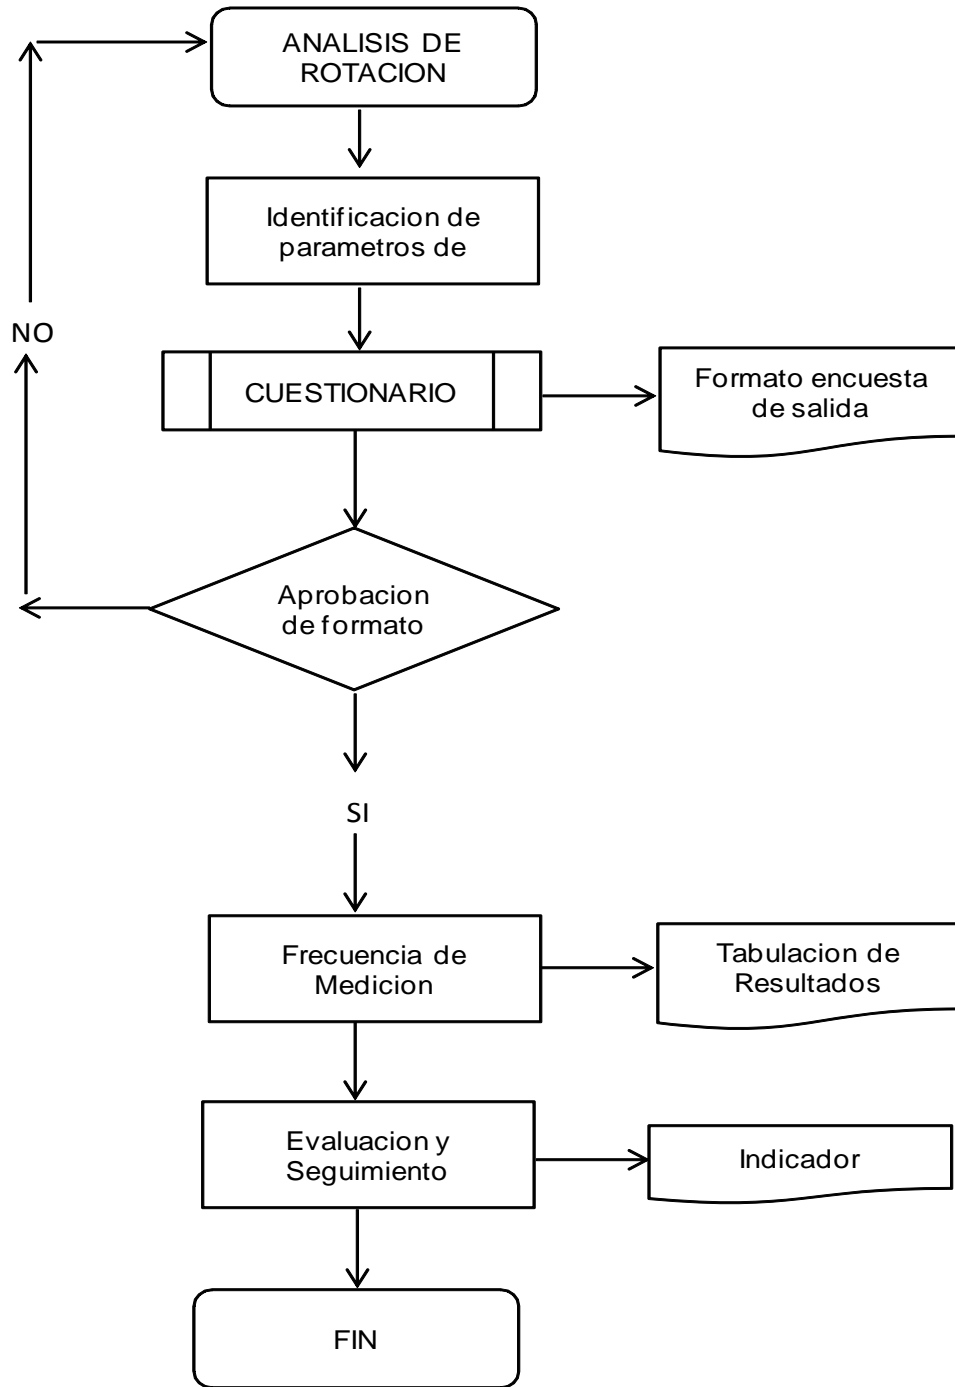 ANALISIS DE
ROTACION
Identificacion de
parametros de
NO
CUESTIONARIO
Formato encuesta
de salida
Aprobacion
de formato
SI
Frecuencia de
Medicion
Tabulacion de
Resultados
Evaluacion y
Seguimiento
Indicador
FIN